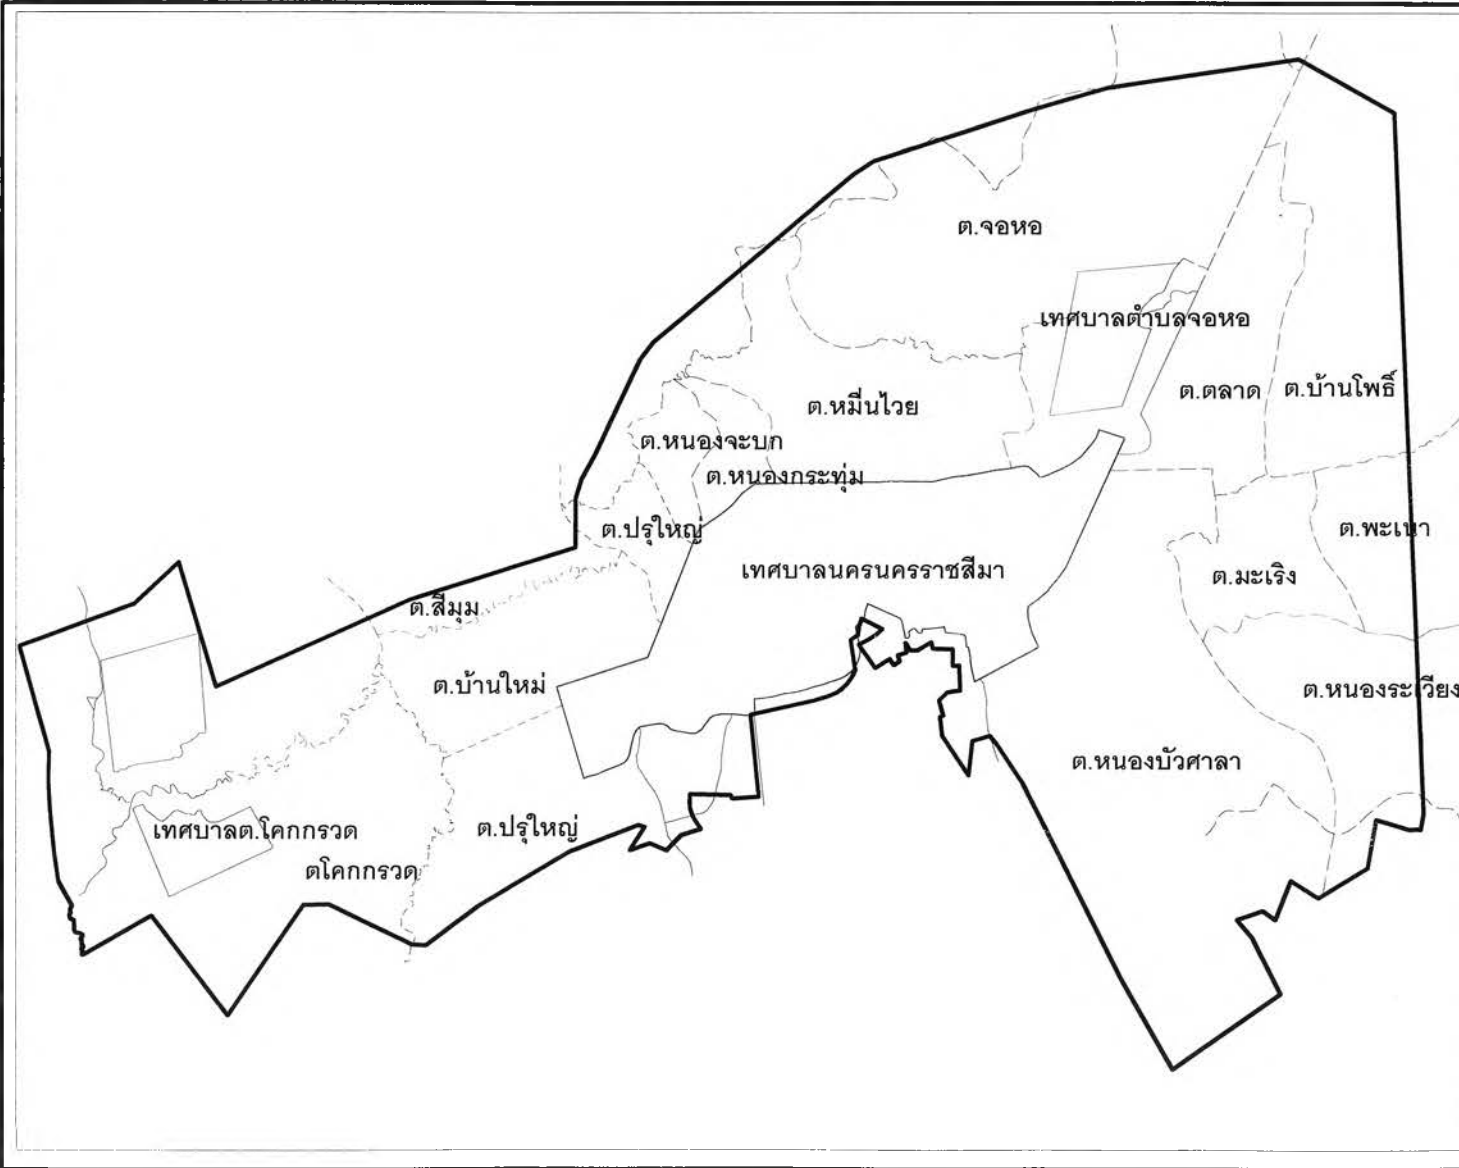 ต.จอหอ
เทศบาลตำบลจอหอ
ต.ตลาด
ต.บ้านโพธิ์
ต.หมื่นไวย
ต.หนองจะบก
ต.หนองกระทุ่ม
ต.ปรุใหญ่
ต.พะเนา
เทศบาลนครนครราชสีมา
ต.มะเริง
ต.สีมุม
ต.บ้านใหม่
ต.หนองระเวียง
ต.หนองบัวศาลา
เทศบาลต.โคกกรวด
ต.ปรุใหญ่
ตโคกกรวด